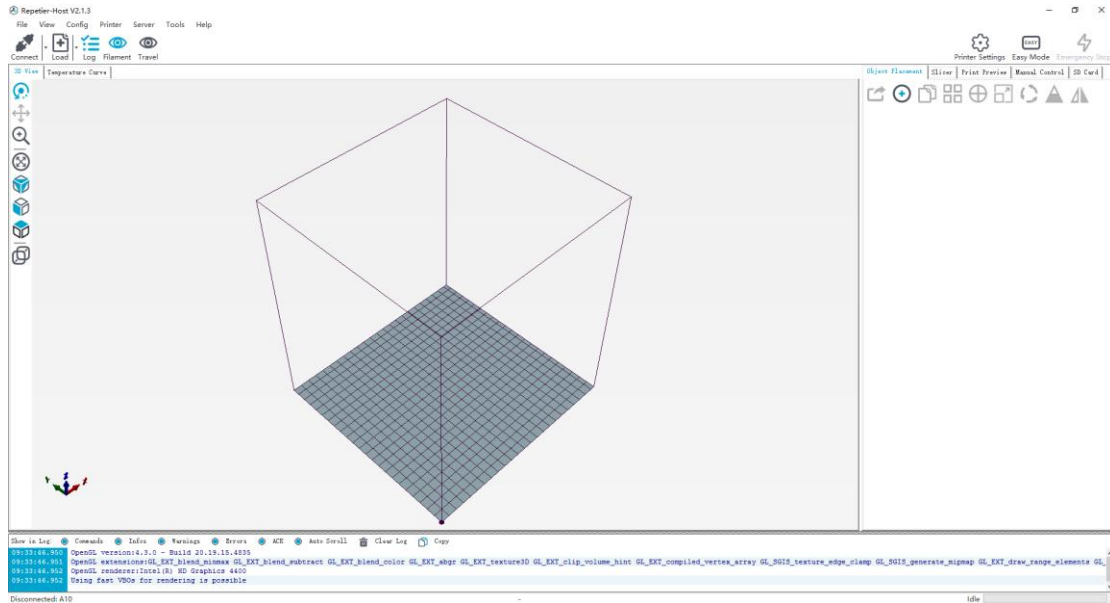 Repetier-Host V2.1.3
File View Config Printer Server Tools Help
Connect Load Log Filament Travel
Printer Settings Easy Mode Emergency Stop
EASY
3D View Temperature Curve
Object Placement Slicer Print Preview Manual Control SD Card
Show in Log: Commands Infos Warnings Errors ACK Auto Scroll Clear Log Copy
09:33:46.950 OpenGL version:4.3.0 - Build 20.19.15.4835
09:33:46.951 OpenGL extensions:GL_EXT_blend_minmax GL_EXT_blend_subtract GL_EXT_blend_color GL_EXT_abgr GL_EXT_texture3D GL_EXT_clip_volume_hint GL_EXT_compiled_vertex_array GL_SGIS_texture_edge_clamp GL_SGIS_generate_mipmap GL_EXT_draw_range_elements GL_
09:33:46.952 OpenGL renderer:Intel(R) HD Graphics 4400
09:33:46.952 Using fast VBOs for rendering is possible
Disconnected: A10 - Idle